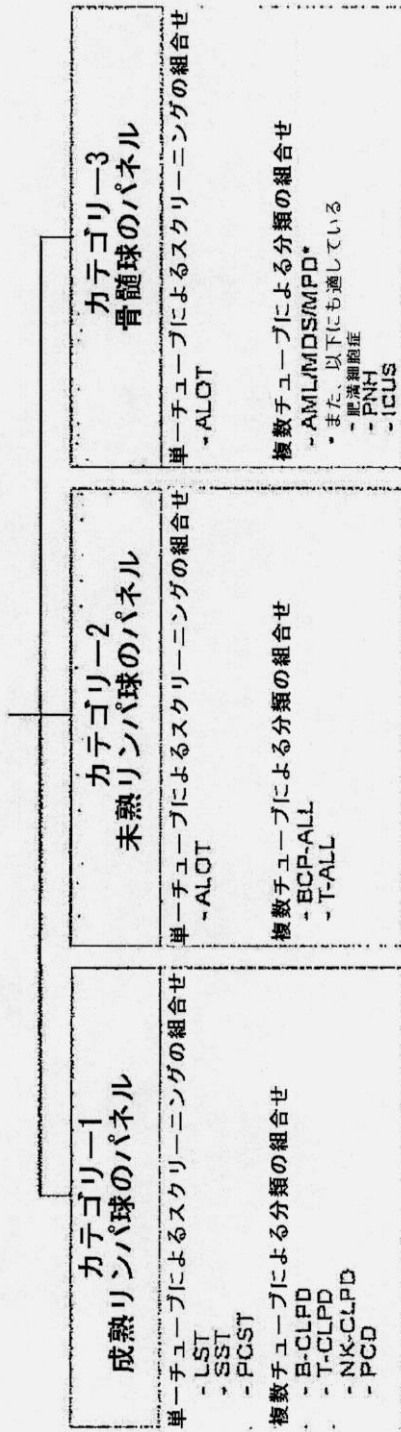 カテゴリー1
成熟リンパ球のパネル
単一チューブによるスクリーニングの組合せ
- LST
- SST
- PCST
複数チューブによる分類の組合せ
- B-CLPD
- T-CLPD
- NK-CLPD
- PCD
カテゴリー2
未熟リンパ球のパネル
単一チューブによるスクリーニングの組合せ
- ALOT
複数チューブによる分類の組合せ
- BCP-ALL
- T-ALL
カテゴリー3
骨髄球のパネル
単一チューブによるスクリーニングの組合せ
- ALOT
複数チューブによる分類の組合せ
- AML/MDS/MPD*
* また、以下にも適している
- 肥満細胞症
- PNH
- ICUS